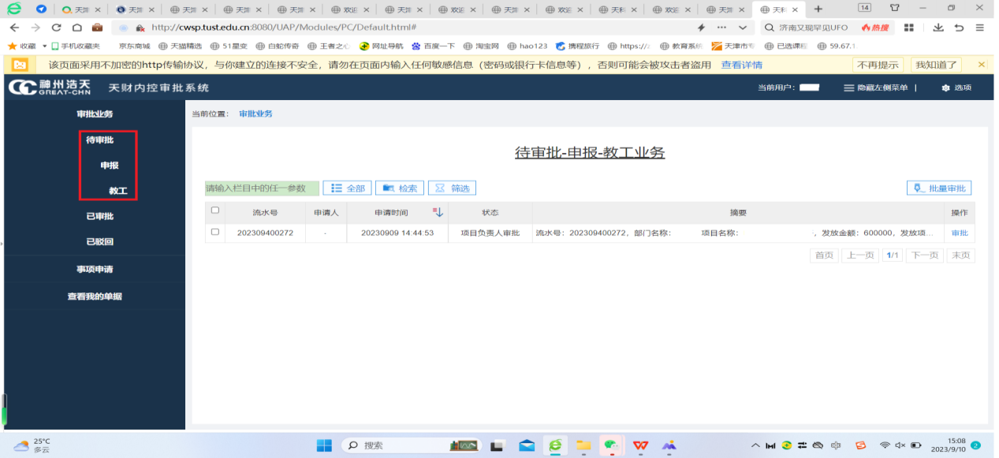 天 天 天 天 天 欢迎 天 欢迎 天 欢迎 天科 欢迎 天 天科 14
http://cwsp.tust.edu.cn:8080/UAP/Modules/PC/Default.html# 济南又现罕见UFO 热搜
收藏 手机收藏夹 京东商城 天猫精选 51星变 白蛇传奇 王者之心 网址导航 百度一下 淘宝网 hao123 携程旅行 https:// 教育系统 天津市专 已选课程 59.67.1
该页面采用不加密的http传输协议，与你建立的连接不安全，请勿在页面内输入任何敏感信息（密码或银行卡信息等），否则可能会被攻击者盗用 查看详情 不再提示 我知道了
神州浩天
GREAT-CHN
天财内控审批系统 当前用户： 隐藏左侧菜单 | 选项
审批业务
待审批
申报
教工
已审批
已驳回
事项申请
查看我的单据
当前位置： 审批业务
待审批-申报-教工业务
请输入栏目中的任一参数 全部 检索 筛选 批量审批
流水号 申请人 申请时间 状态 摘要 操作
202309400272 - 20230909 14:44:53 项目负责人审批 流水号：202309400272，部门名称： 项目名称： ，发放金额：600000，发放项... 审批
首页 上一页 1/1 下一页 末页
25°C
多云
搜索
中
15:08
2023/9/10
2